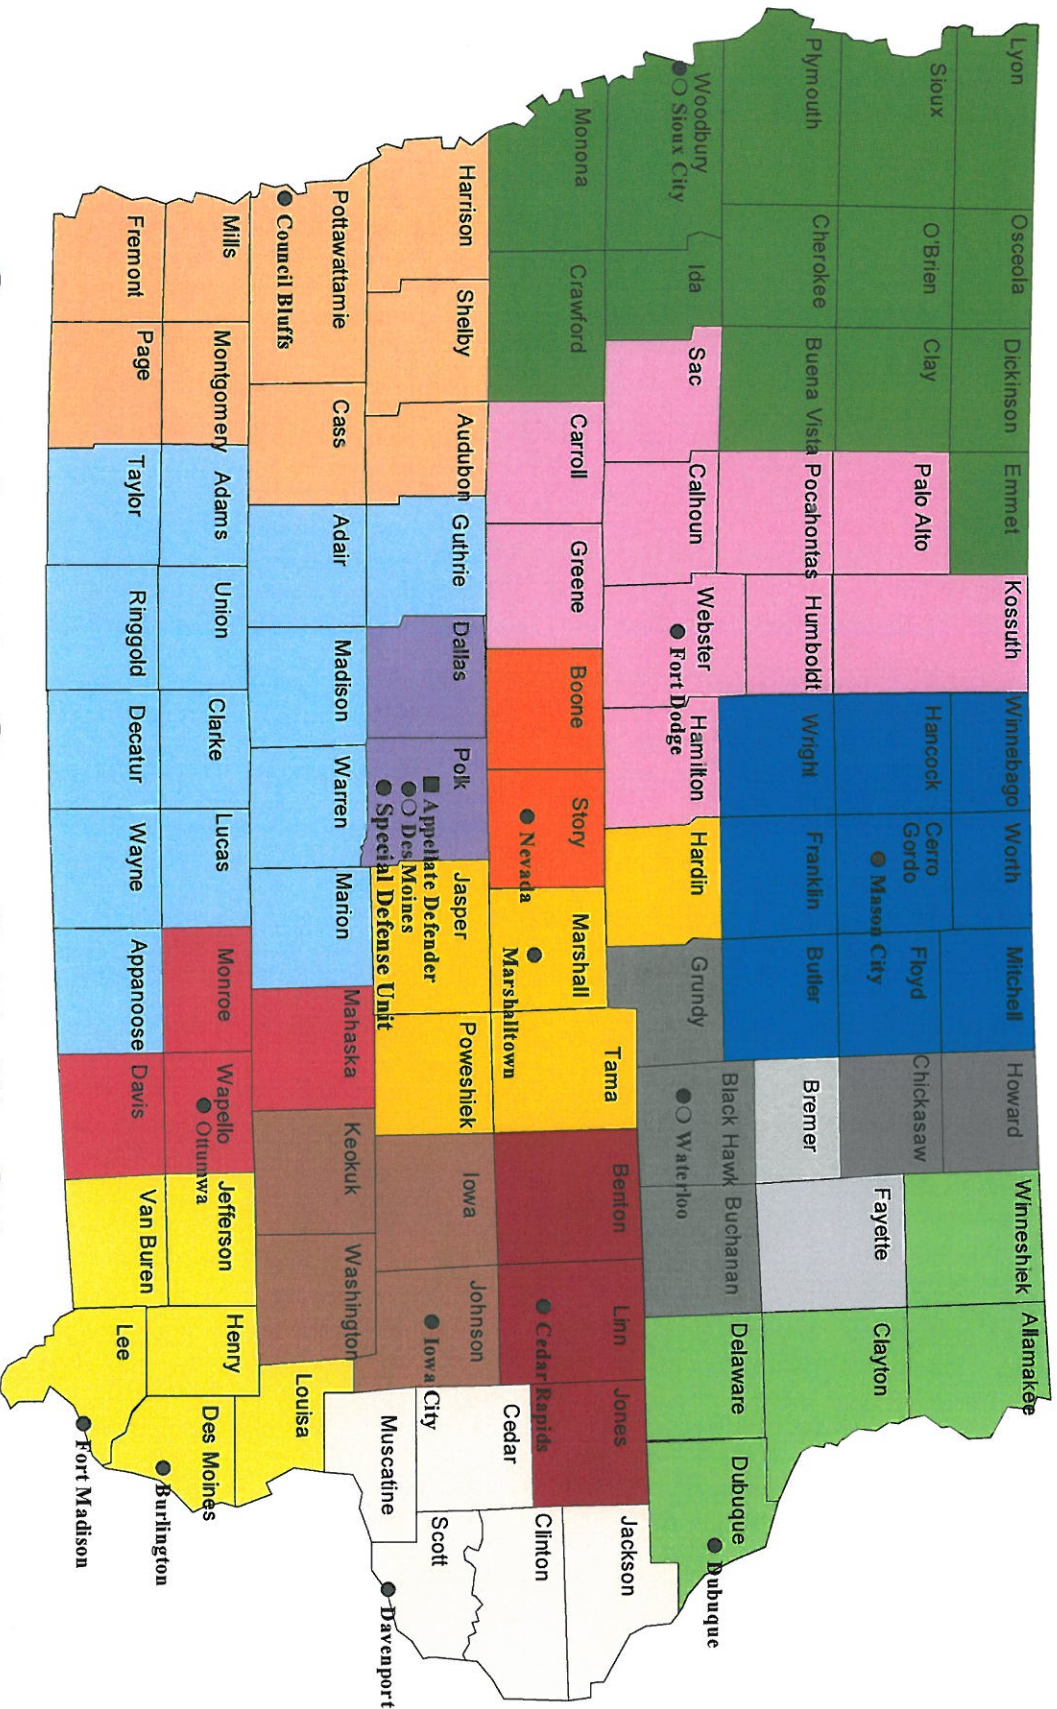 Lyon
Osceola
Dickinson
Emmet
Kossuth
Winnebago
Worth
Mitchell
Howard
Winneshiek
Allamakee
Sioux
O'Brien
Clay
Palo Alto
Hancock
Cerro
Gordo
Floyd
Chickasaw
Mason City
Fayette
Clayton
Plymouth
Cherokee
Buena Vista
Pocahontas
Humboldt
Wright
Franklin
Butler
Bremer
Woodbury
Sioux City
Ida
Sac
Calhoun
Webster
Fort Dodge
Hamilton
Hardin
Grundy
Black Hawk
Waterloo
Buchanan
Delaware
Dubuque
Dubuque
Monona
Crawford
Carroll
Greene
Boone
Story
Nevada
Marshall
Marshalltown
Tama
Benton
Linn
Cedar Rapids
Jones
Jackson
Harrison
Shelby
Audubon
Guthrie
Dallas
Polk
Appellate Defender
Des Moines
Special Defense Unit
Jasper
Poweshiek
Iowa
Johnson
Iowa City
Cedar
Clinton
Scott
Davenport
Muscatine
Pottawattamie
Council Bluffs
Cass
Adair
Madison
Warren
Marion
Mahaska
Keokuk
Washington
Louisa
Mills
Montgomery
Adams
Union
Clarke
Lucas
Monroe
Wapello
Ottumwa
Jefferson
Henry
Des Moines
Burlington
Fremont
Page
Taylor
Ringgold
Decatur
Wayne
Appanoose
Davis
Van Buren
Lee
Fort Madison